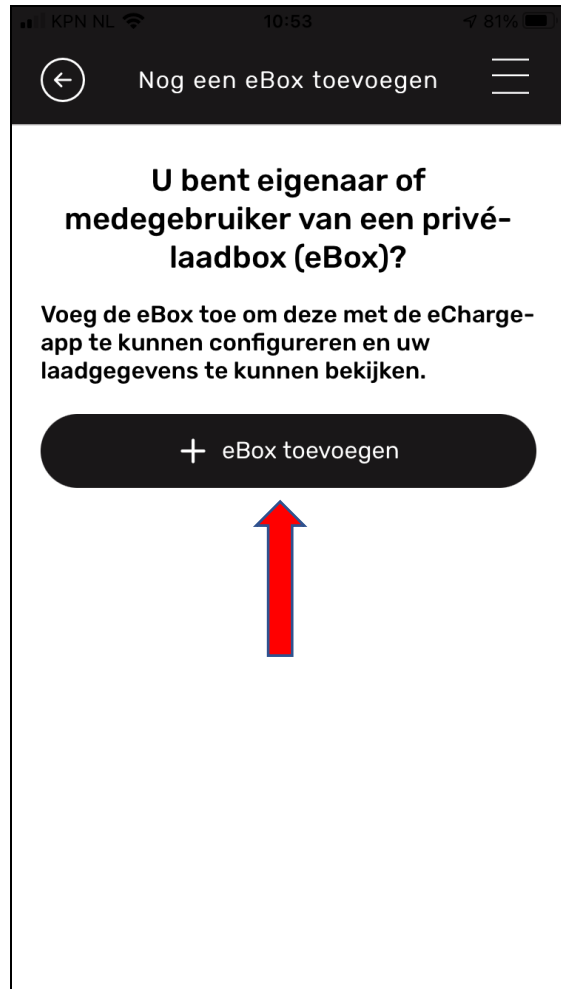 KPN NL 10:53 81%
Nog een eBox toevoegen
U bent eigenaar of
medegebruiker van een privé-
laadbox (eBox)?
Voeg de eBox toe om deze met de eCharge-
app te kunnen configureren en uw
laadgegevens te kunnen bekijken.
+ eBox toevoegen